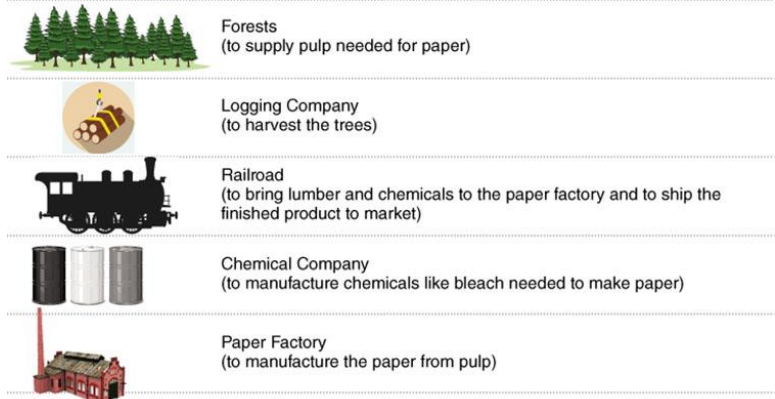 Forests
(to supply pulp needed for paper)
Logging Company
(to harvest the trees)
Railroad
(to bring lumber and chemicals to the paper factory and to ship the
finished product to market)
Chemical Company
(to manufacture chemicals like bleach needed to make paper)
Paper Factory
(to manufacture the paper from pulp)